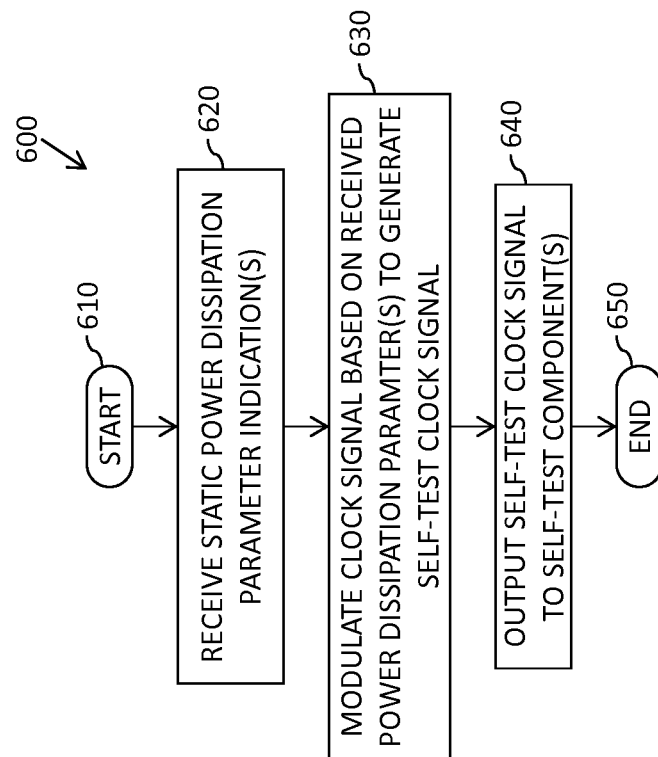 600
610
START
620
RECEIVE STATIC POWER DISSIPATION
PARAMETER INDICATION(S)
630
MODULATE CLOCK SIGNAL BASED ON RECEIVED
POWER DISSIPATION PARAMTER(S) TO GENERATE
SELF-TEST CLOCK SIGNAL
640
OUTPUT SELF-TEST CLOCK SIGNAL
TO SELF-TEST COMPONENT(S)
650
END